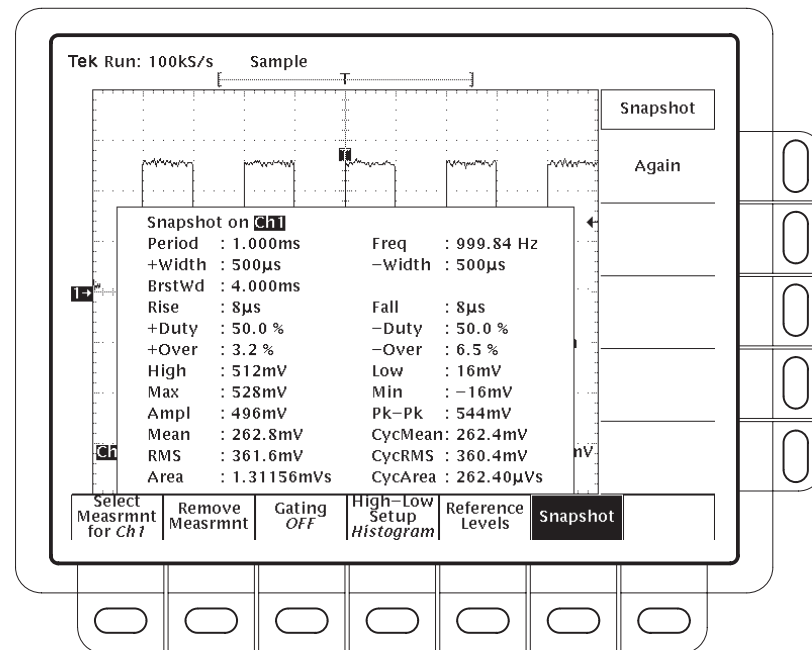 Tek Run: 100kS/s Sample
[ T ]
Snapshot
Again
T
Snapshot on Ch1
Period : 1.000ms Freq : 999.84 Hz
+Width : 500µs −Width : 500µs
1→
BrstWd : 4.000ms
Rise : 8µs Fall : 8µs
+Duty : 50.0 % −Duty : 50.0 %
+Over : 3.2 % −Over : 6.5 %
High : 512mV Low : 16mV
Max : 528mV Min : −16mV
Ampl : 496mV Pk−Pk : 544mV
Mean : 262.8mV CycMean: 262.4mV
Ch RMS : 361.6mV CycRMS : 360.4mV mV
Area : 1.31156mVs CycArea : 262.40µVs
Select Measrmnt for Ch1
Remove Measrmnt
Gating OFF
High−Low Setup Histogram
Reference Levels
Snapshot